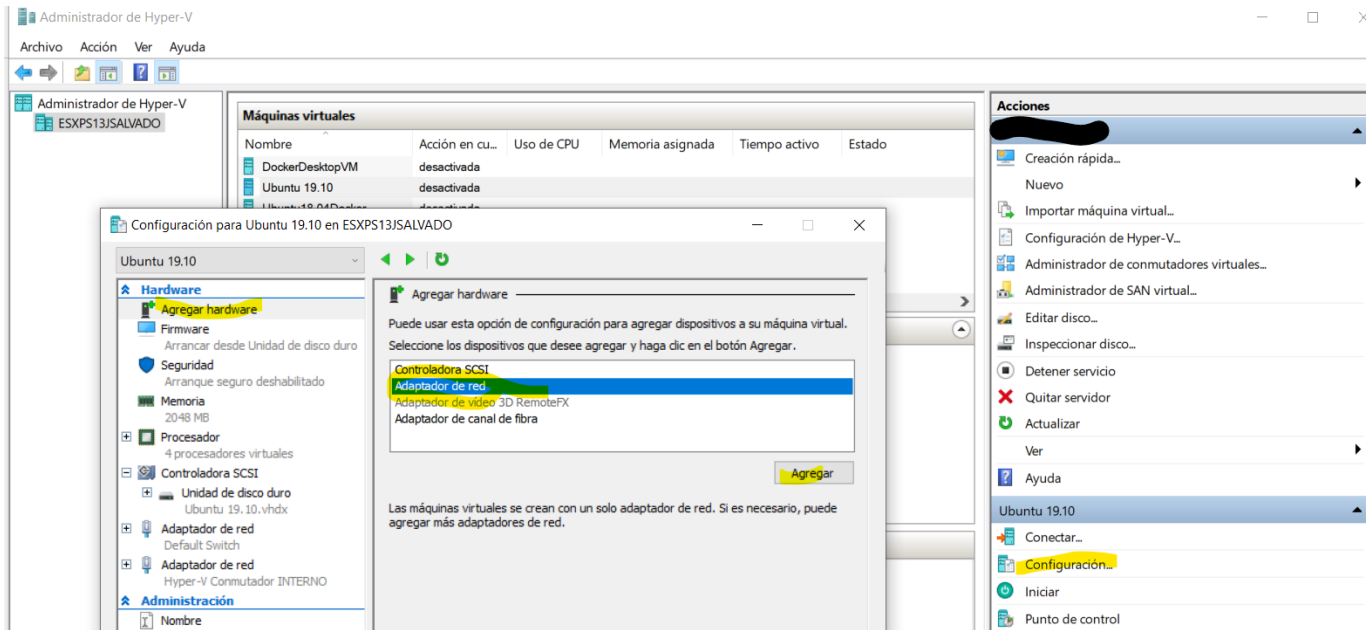 Administrador de Hyper-V
Archivo Acción Ver Ayuda
Administrador de Hyper-V
ESXPS13JSALVADO
Máquinas virtuales
Nombre Acción en cu... Uso de CPU Memoria asignada Tiempo activo Estado
DockerDesktopVM desactivada
Ubuntu 19.10 desactivada
Ubuntu18.04Docker desactivada
Configuración para Ubuntu 19.10 en ESXPS13JSALVADO
Ubuntu 19.10
Hardware
Agregar hardware
Firmware
Arrancar desde Unidad de disco duro
Seguridad
Arranque seguro deshabilitado
Memoria
2048 MB
Procesador
4 procesadores virtuales
Controladora SCSI
Unidad de disco duro
Ubuntu 19.10.vhdx
Adaptador de red
Default Switch
Adaptador de red
Hyper-V Conmutador INTERNO
Administración
Nombre
Agregar hardware
Puede usar esta opción de configuración para agregar dispositivos a su máquina virtual.
Seleccione los dispositivos que desee agregar y haga clic en el botón Agregar.
Controladora SCSI
Adaptador de red
Adaptador de vídeo 3D RemoteFX
Adaptador de canal de fibra
Agregar
Las máquinas virtuales se crean con un solo adaptador de red. Si es necesario, puede
agregar más adaptadores de red.
Acciones
Creación rápida...
Nuevo
Importar máquina virtual...
Configuración de Hyper-V...
Administrador de conmutadores virtuales...
Administrador de SAN virtual...
Editar disco...
Inspeccionar disco...
Detener servicio
Quitar servidor
Actualizar
Ver
Ayuda
Ubuntu 19.10
Conectar...
Configuración...
Iniciar
Punto de control